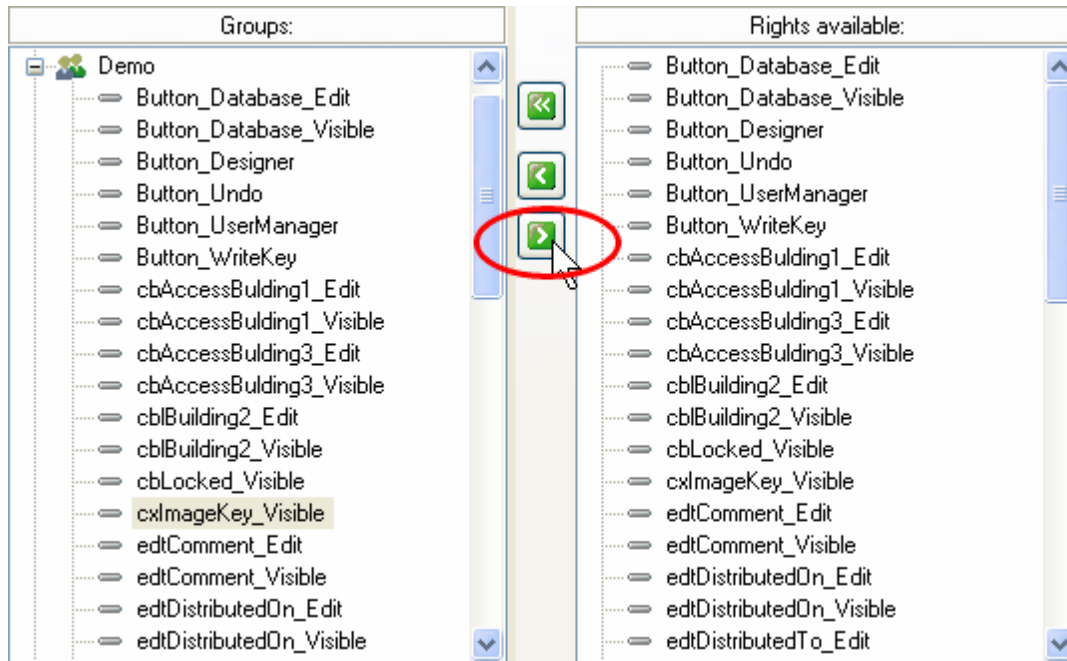 Groups:
Demo
Button_Database_Edit
Button_Database_Visible
Button_Designer
Button_Undo
Button_UserManager
Button_WriteKey
cbAccessBulding1_Edit
cbAccessBulding1_Visible
cbAccessBulding3_Edit
cbAccessBulding3_Visible
cblBuilding2_Edit
cblBuilding2_Visible
cbLocked_Visible
cxImageKey_Visible
edtComment_Edit
edtComment_Visible
edtDistributedOn_Edit
edtDistributedOn_Visible
Rights available:
Button_Database_Edit
Button_Database_Visible
Button_Designer
Button_Undo
Button_UserManager
Button_WriteKey
cbAccessBulding1_Edit
cbAccessBulding1_Visible
cbAccessBulding3_Edit
cbAccessBulding3_Visible
cblBuilding2_Edit
cblBuilding2_Visible
cbLocked_Visible
cxImageKey_Visible
edtComment_Edit
edtComment_Visible
edtDistributedOn_Edit
edtDistributedOn_Visible
edtDistributedTo_Edit